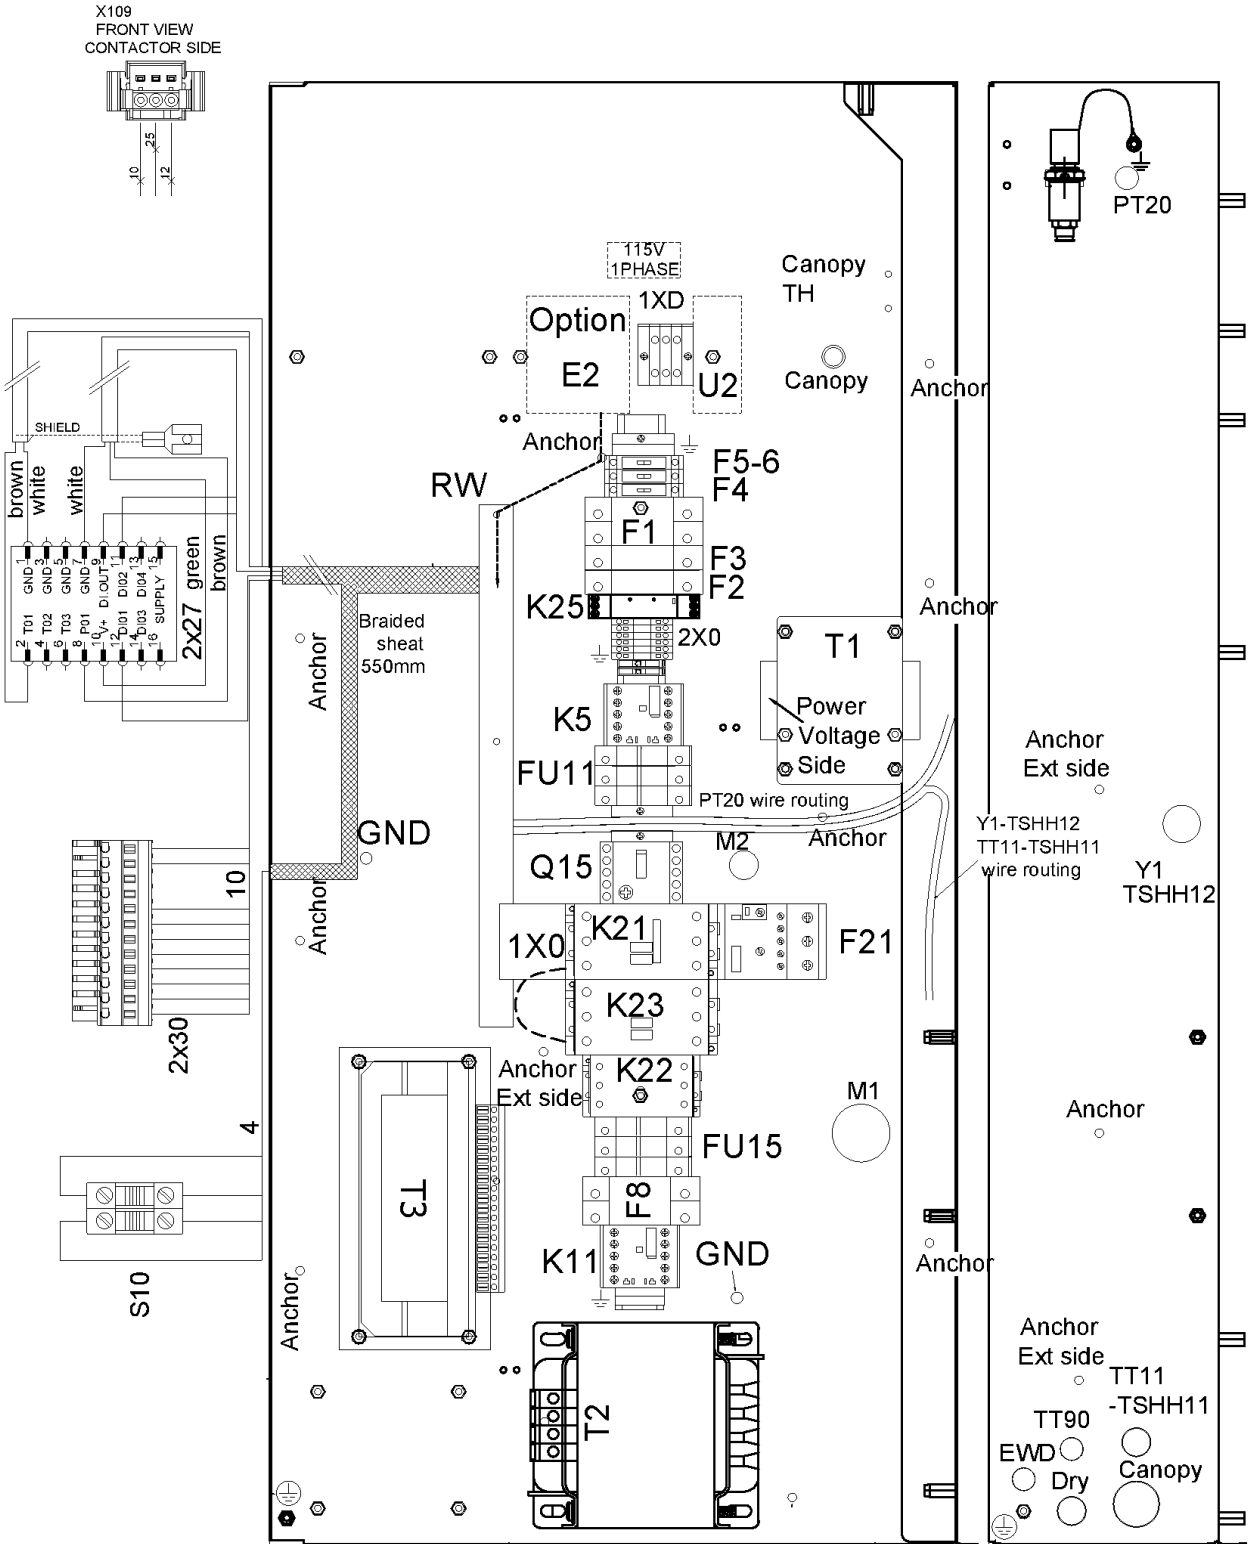 X109
FRONT VIEW
CONTACTOR SIDE
25
10
12
PT20
115V
1PHASE
Canopy
TH
1XD
Option
E2
U2
Canopy
Anchor
SHIELD
Anchor
F5-6
F4
RW
brown
white
white
F1
F3
F2
K25
2X0
1 3 5 7 9 11 13 15
GND GND GND GND DI.OUT DI02 DI04 SUPPLY
T01 T02 T03 P01 V+ DI01 DI03
2 4 6 8 10 12 14 16
2x27
green
brown
Braided
sheat
550mm
Anchor
Anchor
T1
K5
Power
Voltage
Side
FU11
PT20 wire routing
Anchor
Anchor
Ext side
GND
M2
Y1-TSHH12
TT11-TSHH11
wire routing
Q15
Y1
TSHH12
10
Anchor
1X0
K21
F21
K23
2x30
Anchor
Ext side
K22
M1
Anchor
4
FU15
T3
F8
K11
GND
Anchor
S10
Anchor
Anchor
Ext side
TT11
-TSHH11
TT90
EWD
Dry
Canopy
T2